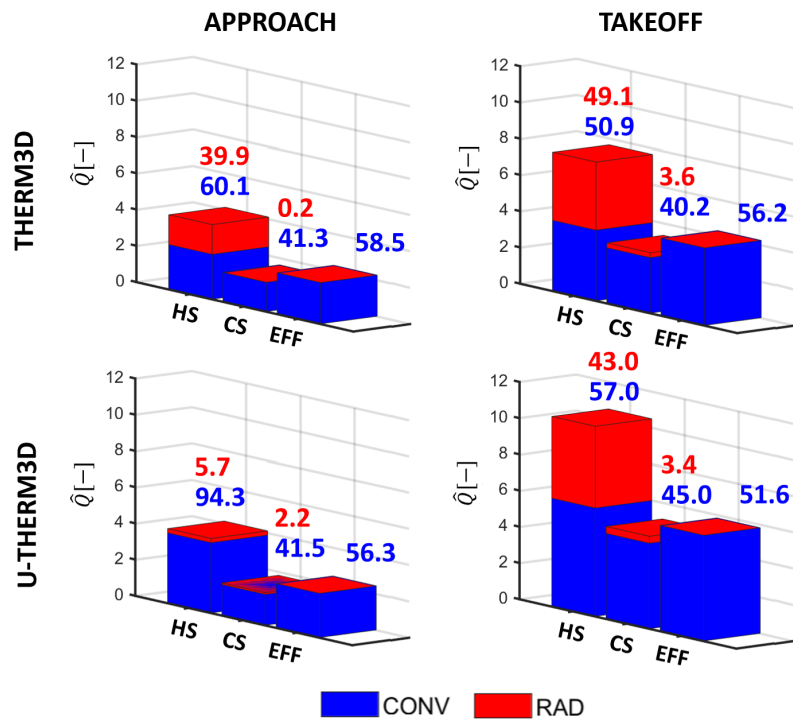 APPROACH
TAKEOFF
THERM3D
12
10
8
6
4
2
0
Q̂[−]
39.9
60.1
0.2
41.3
58.5
HS
CS
EFF
12
10
8
6
4
2
0
Q̂[−]
49.1
50.9
3.6
40.2
56.2
HS
CS
EFF
U-THERM3D
12
10
8
6
4
2
0
Q̂[−]
5.7
94.3
2.2
41.5
56.3
HS
CS
EFF
12
10
8
6
4
2
0
Q̂[−]
43.0
57.0
3.4
45.0
51.6
HS
CS
EFF
CONV
RAD